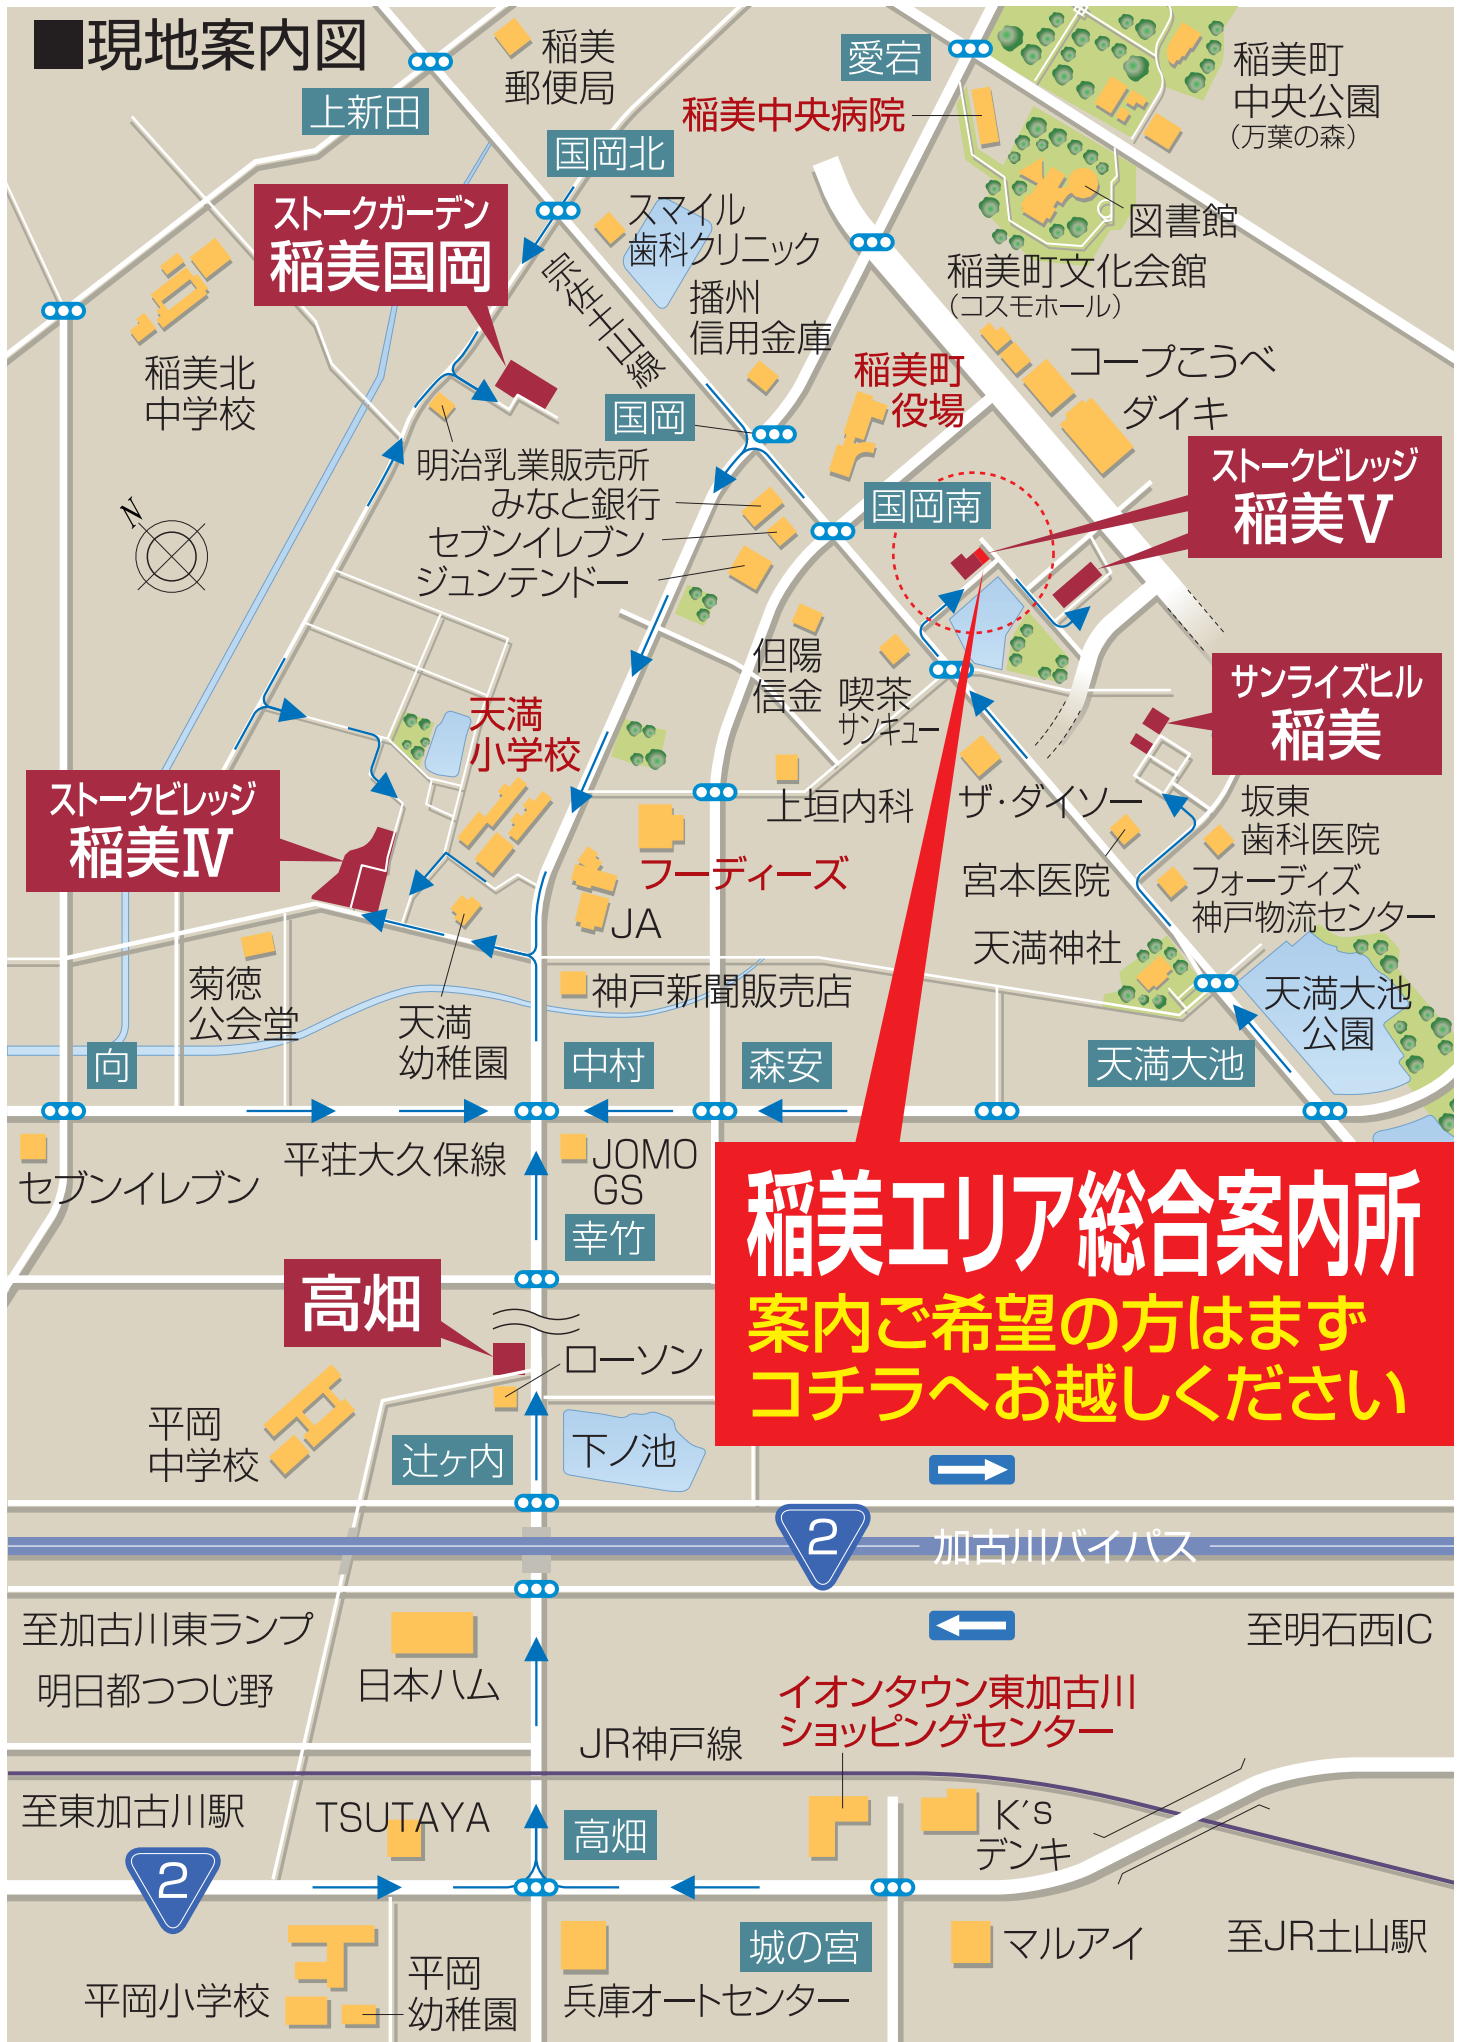 ■現地案内図
稲美
郵便局
上新田
国岡北
愛宕
稲美中央病院
稲美町
中央公園
(万葉の森)
図書館
稲美町文化会館
(コスモホール)
ストークガーデン
稲美国岡
スマイル
歯科クリニック
宗佐土山線
播州
信用金庫
稲美北
中学校
稲美町
役場
コープこうべ
ダイキ
国岡
国岡南
ストークビレッジ
稲美Ⅴ
明治乳業販売所
みなと銀行
セブンイレブン
ジュンテンドー
N
但陽
信金
喫茶
サンキュー
サンライズヒル
稲美
天満
小学校
ストークビレッジ
稲美Ⅳ
上垣内科
ザ・ダイソー
坂東
歯科医院
宮本医院
フォーディズ
神戸物流センター
フーディーズ
JA
天満神社
菊徳
公会堂
天満
幼稚園
神戸新聞販売店
天満大池
公園
向
中村
森安
天満大池
セブンイレブン
平荘大久保線
JOMO
GS
幸竹
稲美エリア総合案内所
案内ご希望の方はまず
コチラへお越しください
高畑
ローソン
平岡
中学校
辻ヶ内
下ノ池
2
加古川バイパス
至加古川東ランプ
明日都つつじ野
日本ハム
至明石西IC
イオンタウン東加古川
ショッピングセンター
JR神戸線
至東加古川駅
TSUTAYA
高畑
K's
デンキ
2
城の宮
マルアイ
至JR土山駅
平岡小学校
平岡
幼稚園
兵庫オートセンター